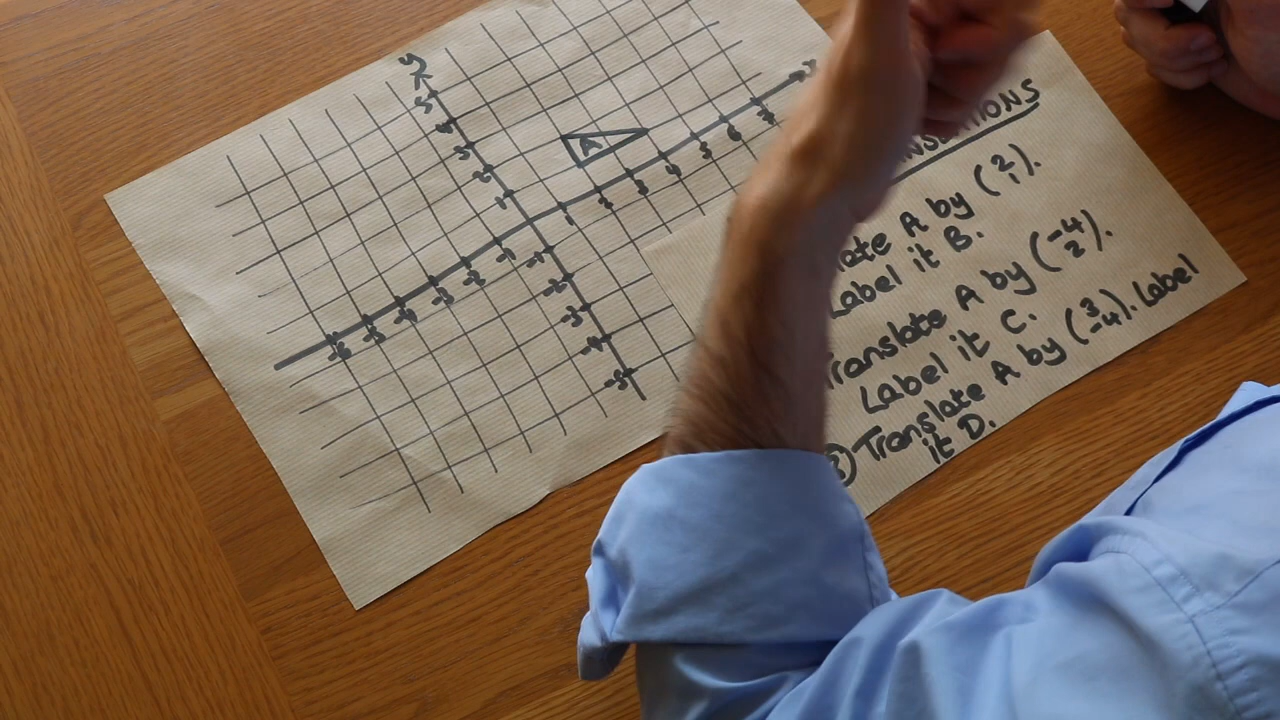 y
5
4
3
2
1
A
-6 -5 -4 -3 -2 -1 1 2 3 4 5 6 7
-1
-2
-3
-4
-5
A by (2 1).
Label it B.
Translate A by (-4 2).
Label it C.
Translate A by (3 -4). Label
it D.